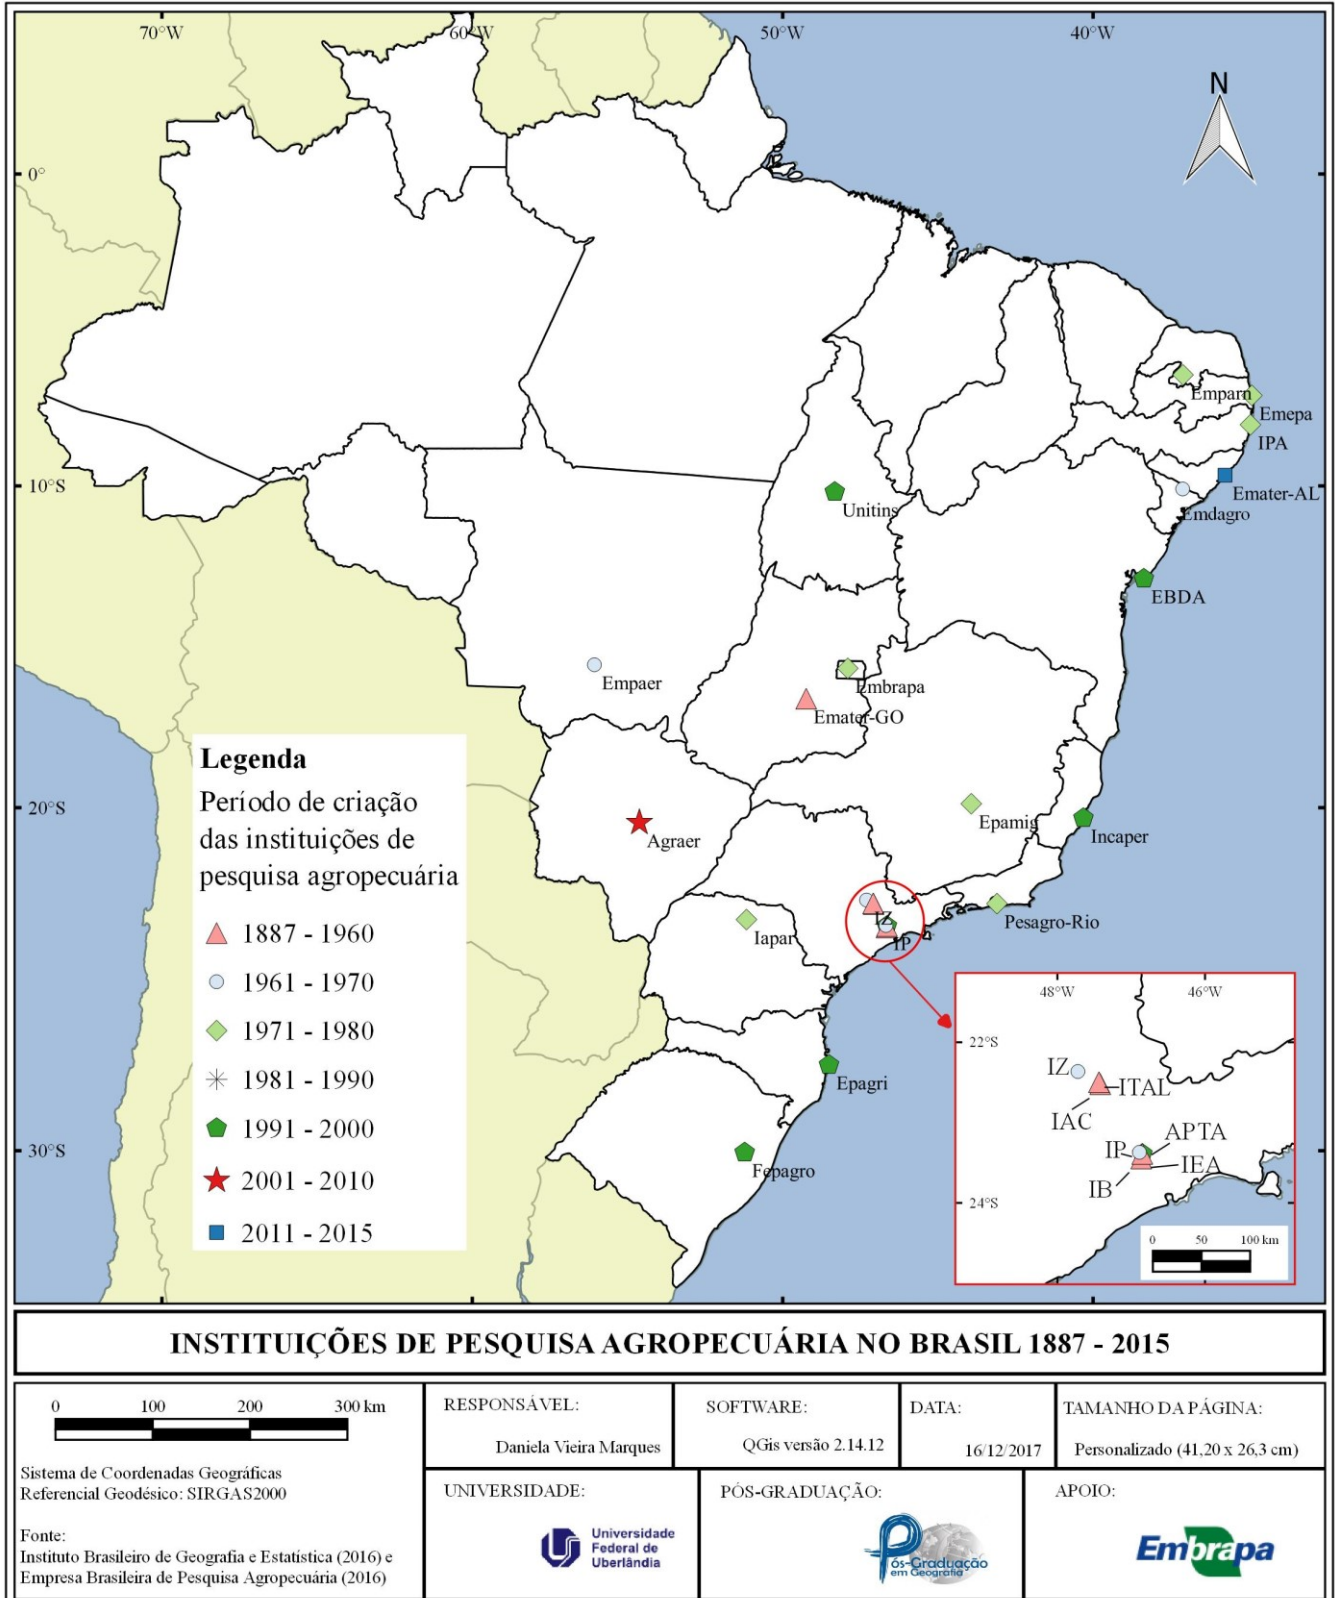 70°W
60°W
50°W
40°W
N
0°
10°S
20°S
30°S
Emparn
Emepa
IPA
Emater-AL
Emdagro
Unitins
EBDA
Empaer
Embrapa
Emater-GO
Epamig
Incaper
Agraer
IZ
IP
Pesagro-Rio
Iapar
Epagri
Fepagro
Legenda
Período de criação
das instituições de
pesquisa agropecuária
1887 - 1960
1961 - 1970
1971 - 1980
1981 - 1990
1991 - 2000
2001 - 2010
2011 - 2015
48°W
46°W
22°S
24°S
IZ
ITAL
IAC
APTA
IP
IEA
IB
0 50 100 km
INSTITUIÇÕES DE PESQUISA AGROPECUÁRIA NO BRASIL 1887 - 2015
0 100 200 300 km
Sistema de Coordenadas Geográficas
Referencial Geodésico: SIRGAS2000
Fonte:
Instituto Brasileiro de Geografia e Estatística (2016) e
Empresa Brasileira de Pesquisa Agropecuária (2016)
RESPONSÁVEL:
Daniela Vieira Marques
SOFTWARE:
QGis versão 2.14.12
DATA:
16/12/2017
TAMANHO DA PÁGINA:
Personalizado (41,20 x 26,3 cm)
UNIVERSIDADE:
Universidade
Federal de
Uberlândia
PÓS-GRADUAÇÃO:
Pós-Graduação
em Geografia
APOIO:
Embrapa